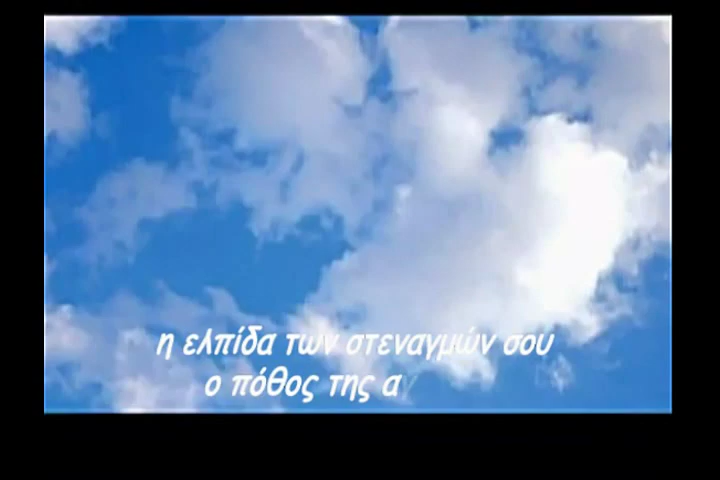 η ελπίδα των στεναγμών σου
ο πόθος της